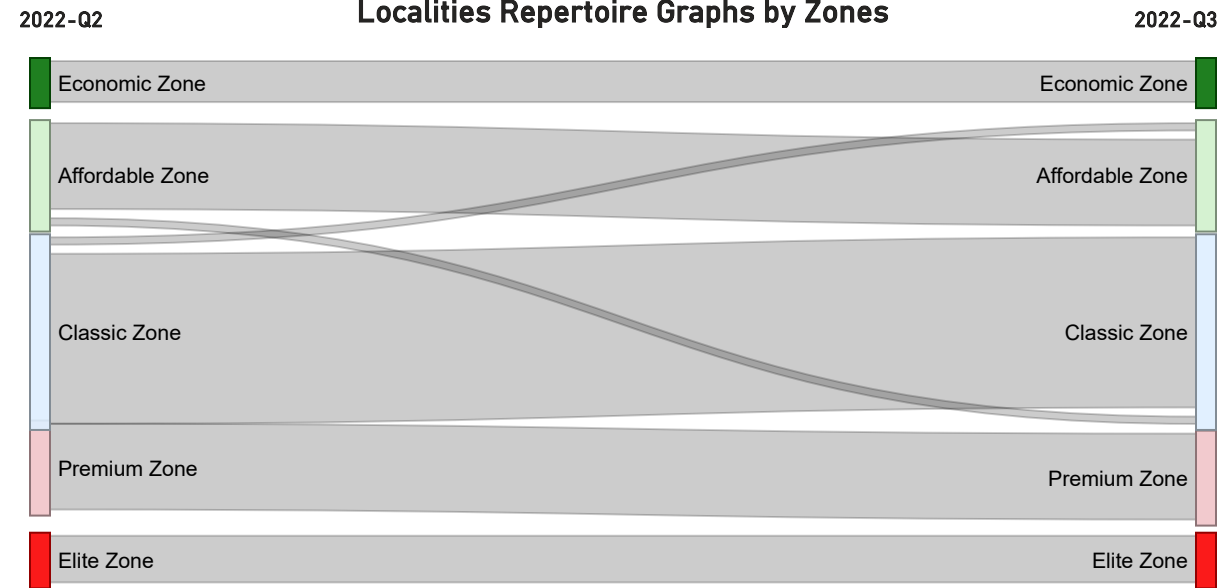 Localities Repertoire Graphs by Zones
2022-Q2 2022-Q3
Economic Zone Economic Zone
Affordable Zone Affordable Zone
Classic Zone Classic Zone
Premium Zone Premium Zone
Elite Zone Elite Zone